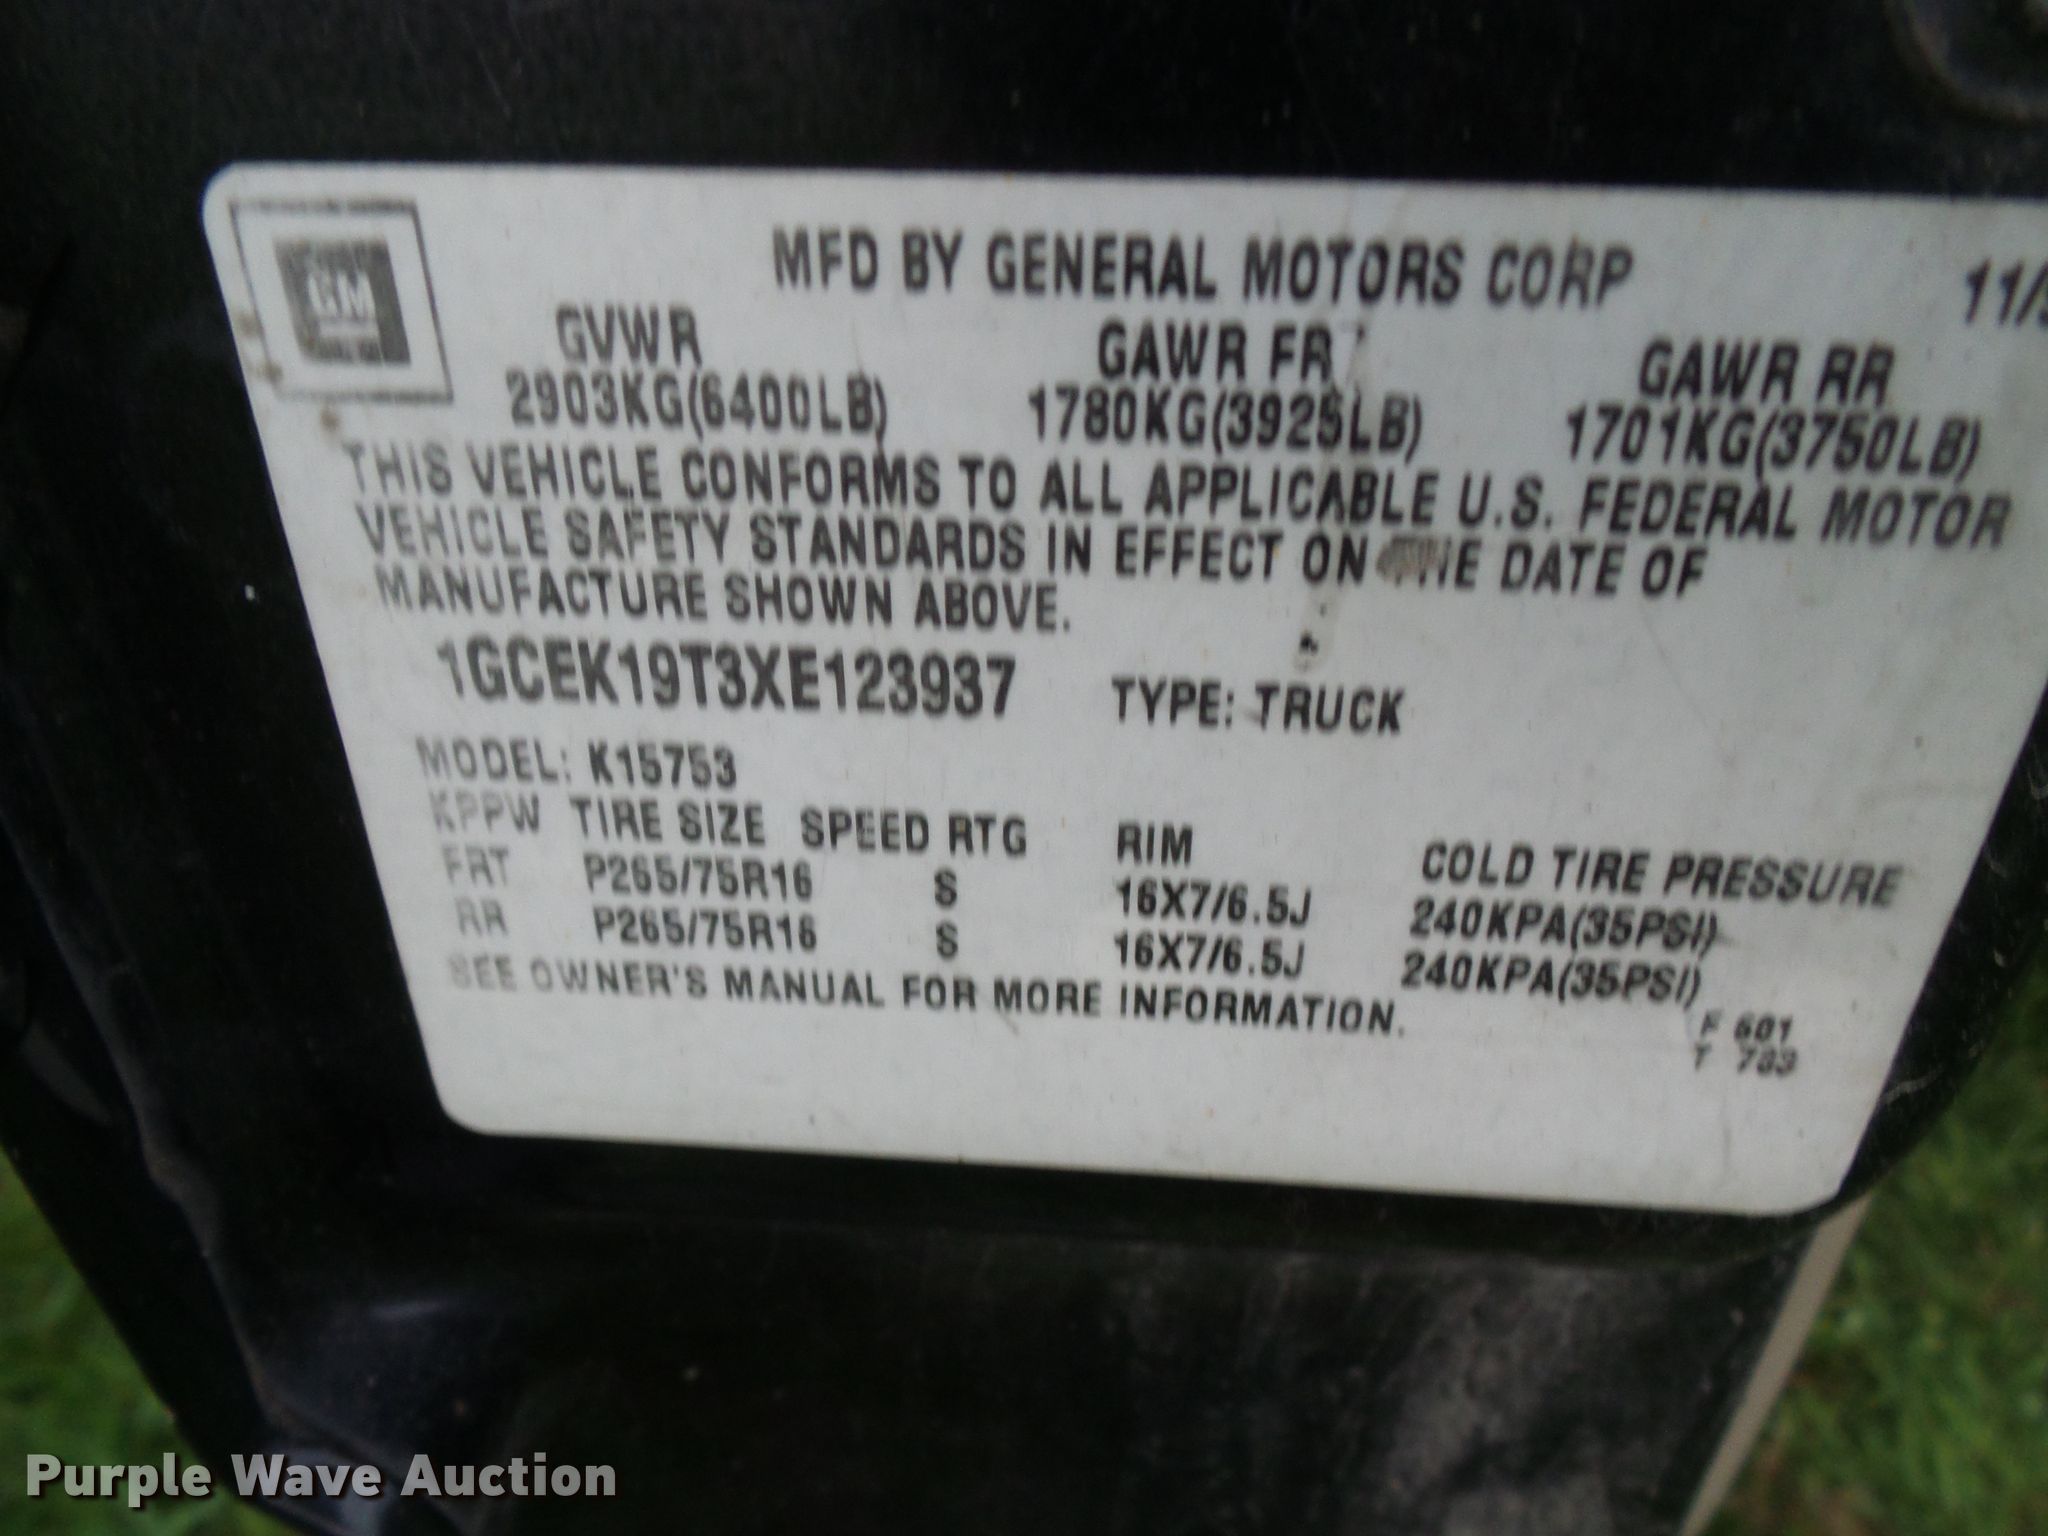 GM
MFD BY GENERAL MOTORS CORP 11/
GVWR GAWR FRT GAWR RR
2903KG(6400LB) 1780KG(3925LB) 1701KG(3750LB)
THIS VEHICLE CONFORMS TO ALL APPLICABLE U.S. FEDERAL MOTOR
VEHICLE SAFETY STANDARDS IN EFFECT ON THE DATE OF
MANUFACTURE SHOWN ABOVE.
1GCEK19T3XE123937 TYPE: TRUCK
MODEL: K15753
KPPW TIRE SIZE SPEED RTG RIM COLD TIRE PRESSURE
FRT P265/75R16 S 16X7/6.5J 240KPA(35PSI)
RR P265/75R16 S 16X7/6.5J 240KPA(35PSI)
SEE OWNER'S MANUAL FOR MORE INFORMATION.
F 601
T 783
Purple Wave Auction